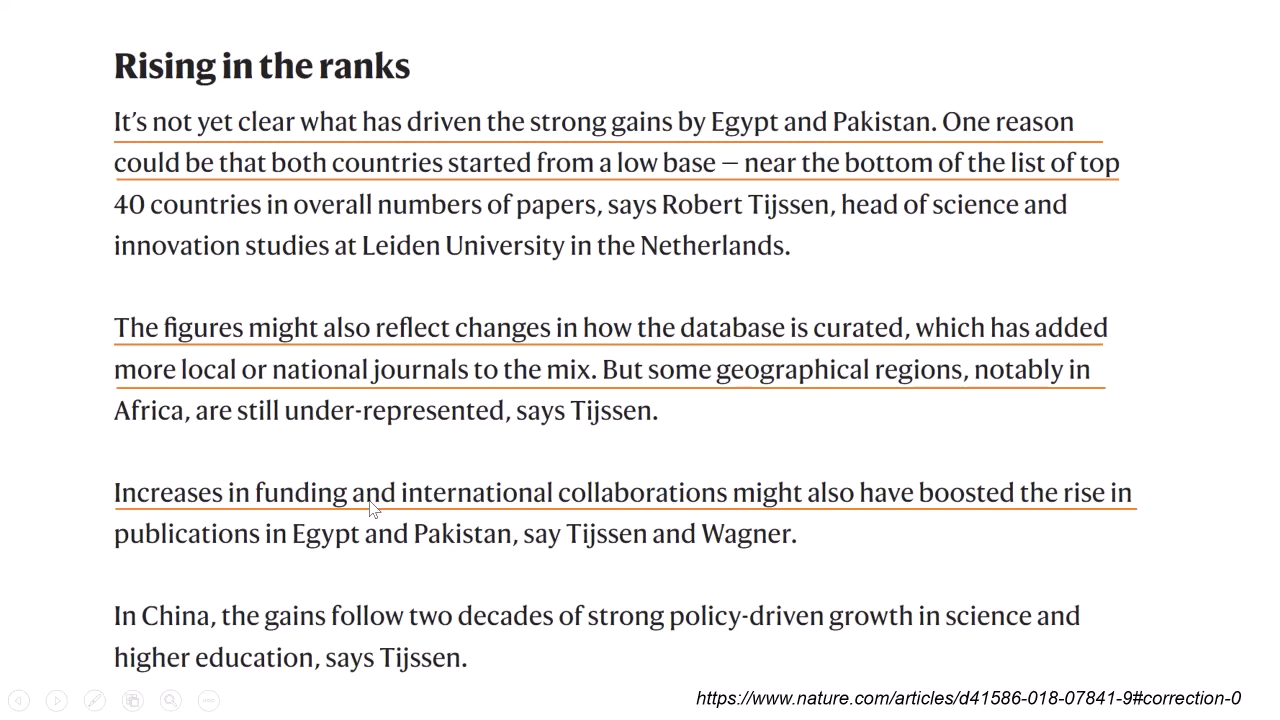 Rising in the ranks
It’s not yet clear what has driven the strong gains by Egypt and Pakistan. One reason
could be that both countries started from a low base — near the bottom of the list of top
40 countries in overall numbers of papers, says Robert Tijssen, head of science and
innovation studies at Leiden University in the Netherlands.
The figures might also reflect changes in how the database is curated, which has added
more local or national journals to the mix. But some geographical regions, notably in
Africa, are still under-represented, says Tijssen.
Increases in funding and international collaborations might also have boosted the rise in
publications in Egypt and Pakistan, say Tijssen and Wagner.
In China, the gains follow two decades of strong policy-driven growth in science and
higher education, says Tijssen.
https://www.nature.com/articles/d41586-018-07841-9#correction-0